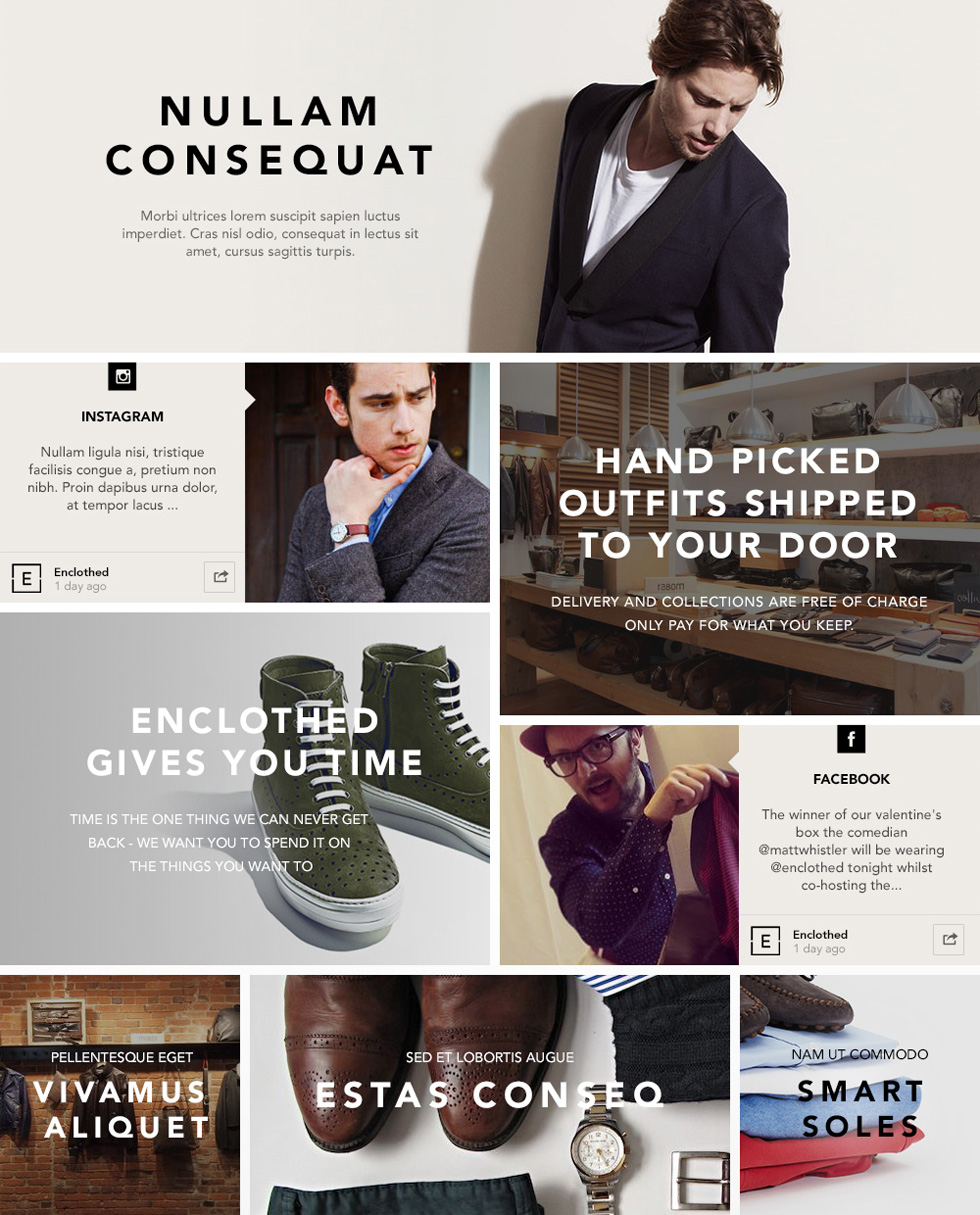 NULLAM
CONSEQUAT
Morbi ultrices lorem suscipit sapien luctus
imperdiet. Cras nisl odio, consequat in lectus sit
amet, cursus sagittis turpis.
INSTAGRAM
Nullam ligula nisi, tristique
facilisis congue a, pretium non
nibh. Proin dapibus urna dolor,
at tempor lacus ...
E
Enclothed
1 day ago
HAND PICKED
OUTFITS SHIPPED
TO YOUR DOOR
DELIVERY AND COLLECTIONS ARE FREE OF CHARGE
ONLY PAY FOR WHAT YOU KEEP.
ENCLOTHED
GIVES YOU TIME
TIME IS THE ONE THING WE CAN NEVER GET
BACK - WE WANT YOU TO SPEND IT ON
THE THINGS YOU WANT TO
f
FACEBOOK
The winner of our valentine's
box the comedian
@mattwhistler will be wearing
@enclothed tonight whilst
co-hosting the...
E
Enclothed
1 day ago
PELLENTESQUE EGET
VIVAMUS
ALIQUET
SED ET LOBORTIS AUGUE
ESTAS CONSEQ
NAM UT COMMODO
SMART
SOLES